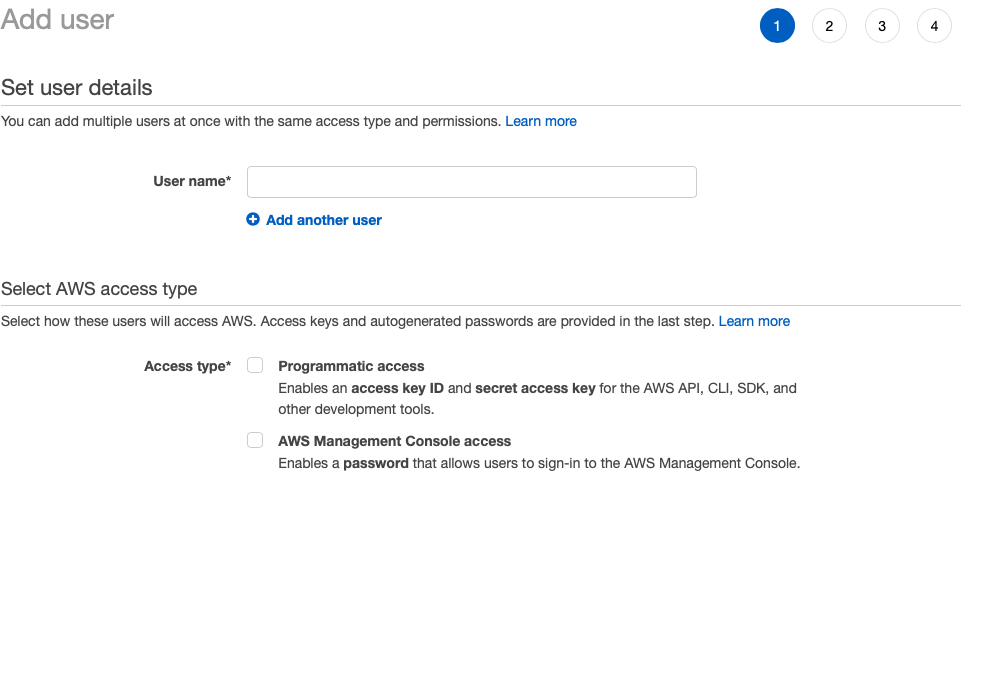 Add user
1 2 3 4
Set user details
You can add multiple users at once with the same access type and permissions. Learn more
User name*
Add another user
Select AWS access type
Select how these users will access AWS. Access keys and autogenerated passwords are provided in the last step. Learn more
Access type*
Programmatic access
Enables an access key ID and secret access key for the AWS API, CLI, SDK, and
other development tools.
AWS Management Console access
Enables a password that allows users to sign-in to the AWS Management Console.